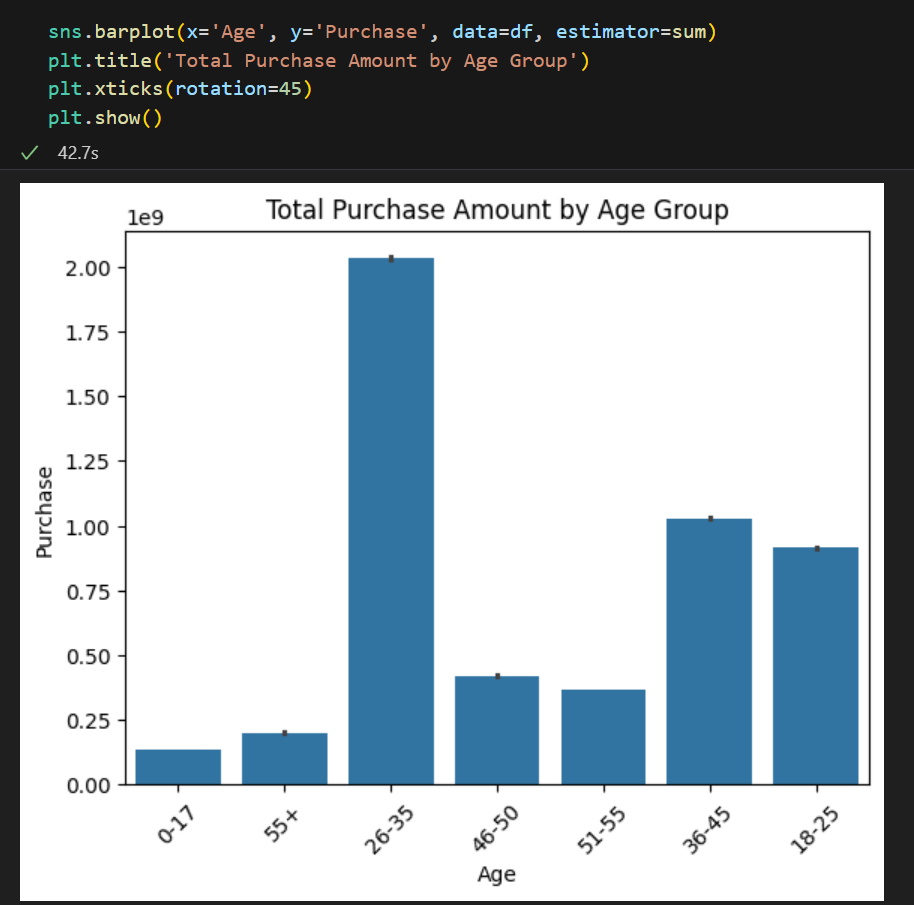 sns.barplot(x='Age', y='Purchase', data=df, estimator=sum)
plt.title('Total Purchase Amount by Age Group')
plt.xticks(rotation=45)
plt.show()
42.7s
Total Purchase Amount by Age Group
1e9
2.00
1.75
1.50
1.25
1.00
0.75
0.50
0.25
0.00
Purchase
0-17
55+
26-35
46-50
51-55
36-45
18-25
Age